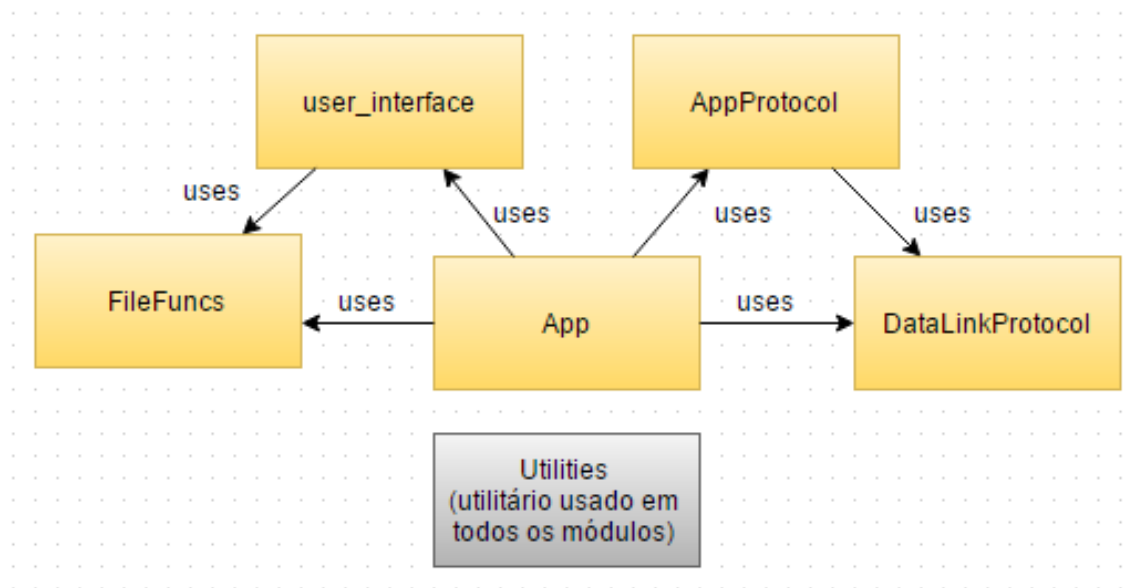 user_interface
AppProtocol
uses
uses
uses
uses
FileFuncs
uses
App
uses
DataLinkProtocol
Utilities
(utilitário usado em
todos os módulos)